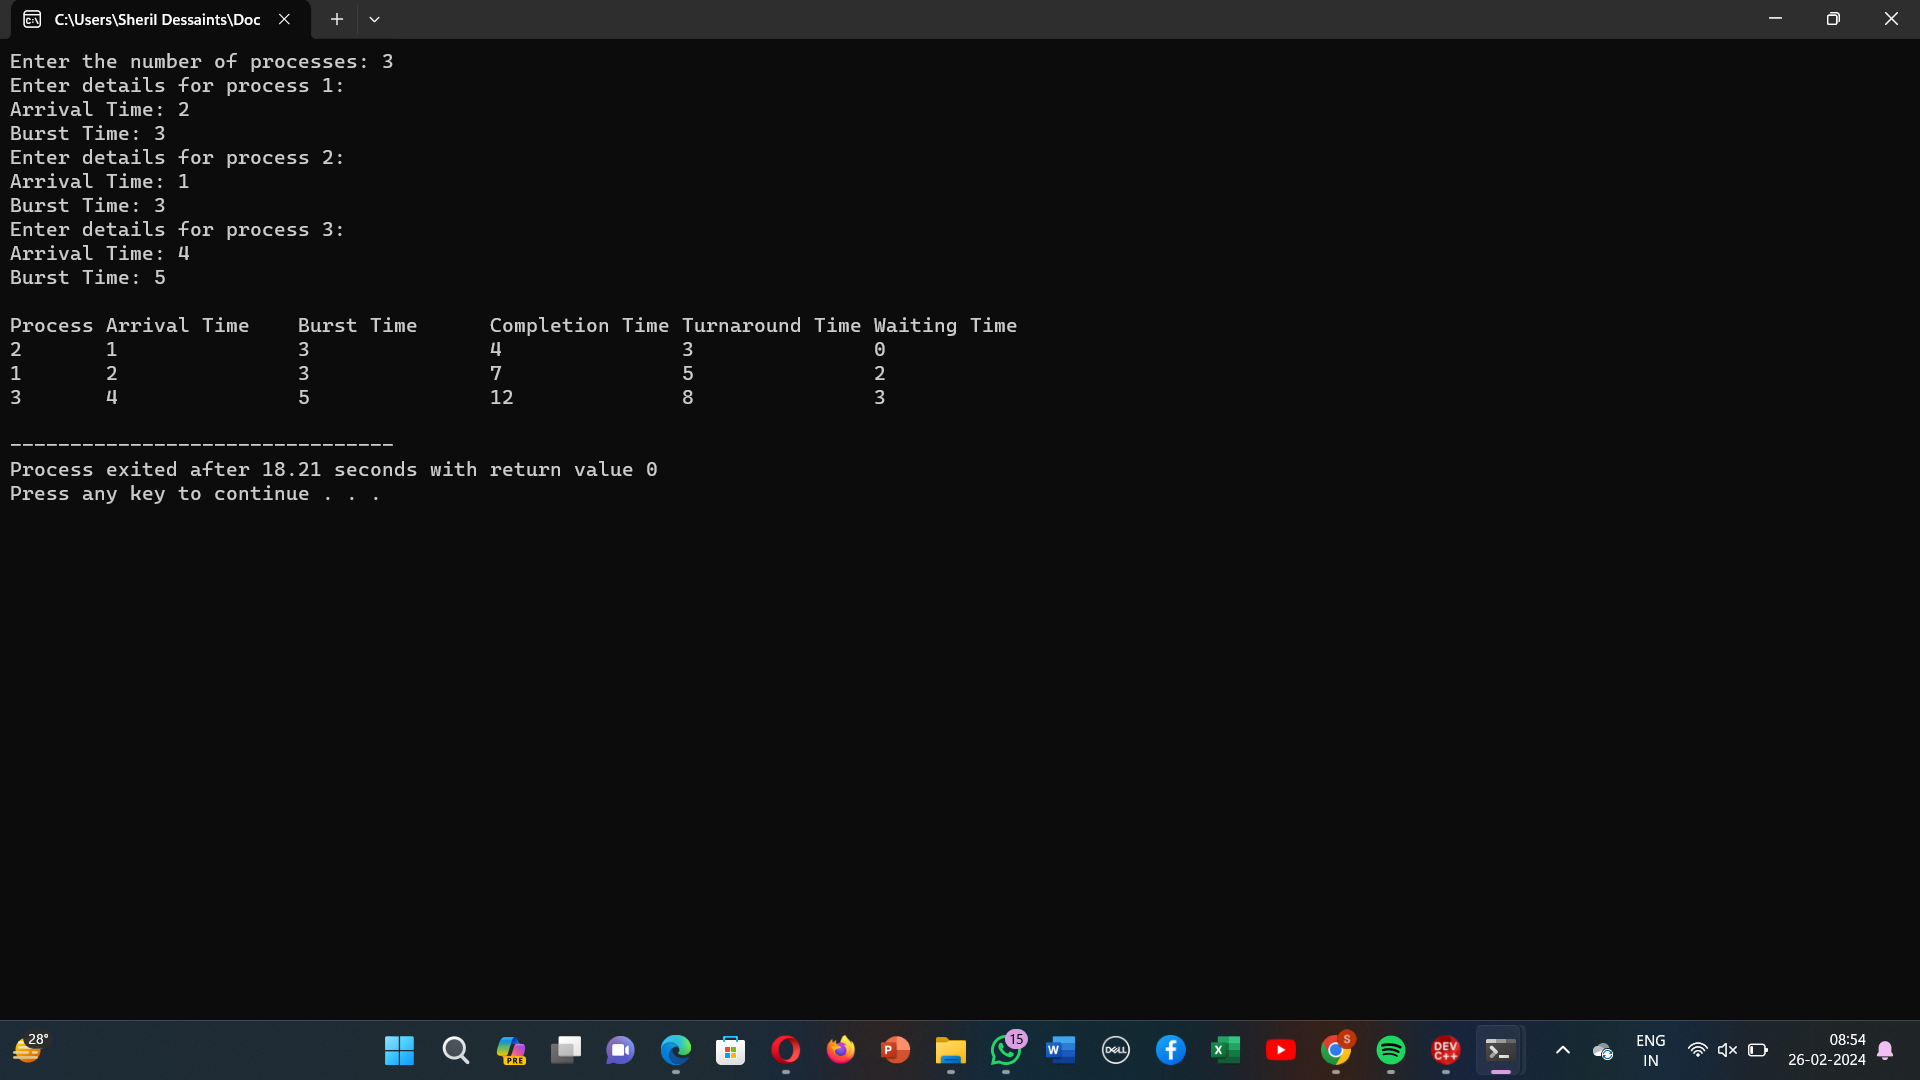 C:\Users\Sheril Dessaints\Doc
Enter the number of processes: 3
Enter details for process 1:
Arrival Time: 2
Burst Time: 3
Enter details for process 2:
Arrival Time: 1
Burst Time: 3
Enter details for process 3:
Arrival Time: 4
Burst Time: 5
Process Arrival Time Burst Time Completion Time Turnaround Time Waiting Time
2 1 3 4 3 0
1 2 3 7 5 2
3 4 5 12 8 3
--------------------------------
Process exited after 18.21 seconds with return value 0
Press any key to continue . . .
28°
PRE
P
15
W
DELL
X
S
DEV
C++
ENG
IN
08:54
26-02-2024